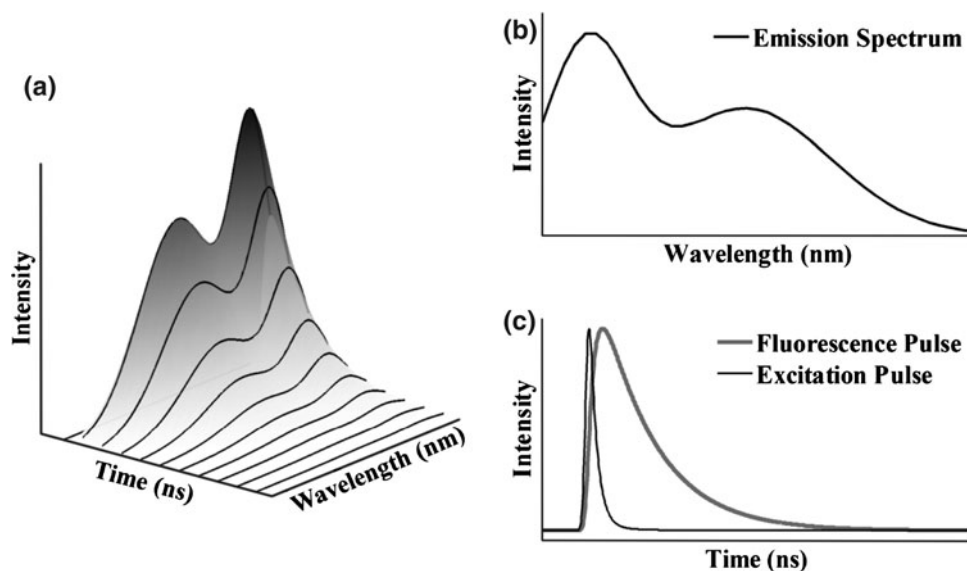 (a)
Intensity
Time (ns)
Wavelength (nm)
(b)
Emission Spectrum
Intensity
Wavelength (nm)
(c)
Fluorescence Pulse
Excitation Pulse
Intensity
Time (ns)